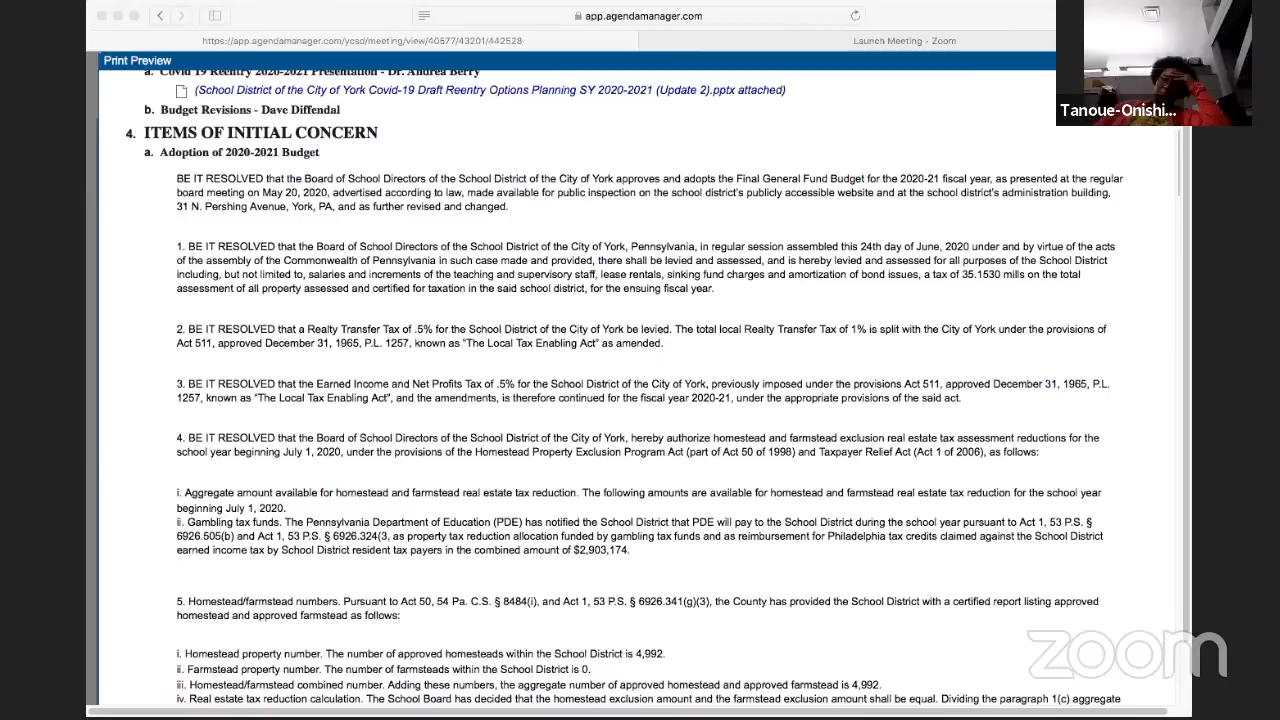 app.agendamanager.com
https://app.agendamanager.com/ycsd/meeting/view/40577/43201/442528
Launch Meeting - Zoom
Tanoue-Onishi...
Print Preview
a. Covid 19 Reentry 2020-2021 Presentation - Dr. Andrea Berry
(School District of the City of York Covid-19 Draft Reentry Options Planning SY 2020-2021 (Update 2).pptx attached)
b. Budget Revisions - Dave Diffendal
4. ITEMS OF INITIAL CONCERN
a. Adoption of 2020-2021 Budget
BE IT RESOLVED that the Board of School Directors of the School District of the City of York approves and adopts the Final General Fund Budget for the 2020-21 fiscal year, as presented at the regular
board meeting on May 20, 2020, advertised according to law, made available for public inspection on the school district's publicly accessible website and at the school district's administration building,
31 N. Pershing Avenue, York, PA, and as further revised and changed.
1. BE IT RESOLVED that the Board of School Directors of the School District of the City of York, Pennsylvania, in regular session assembled this 24th day of June, 2020 under and by virtue of the acts
of the assembly of the Commonwealth of Pennsylvania in such case made and provided, there shall be levied and assessed, and is hereby levied and assessed for all purposes of the School District
including, but not limited to, salaries and increments of the teaching and supervisory staff, lease rentals, sinking fund charges and amortization of bond issues, a tax of 35.1530 mills on the total
assessment of all property assessed and certified for taxation in the said school district, for the ensuing fiscal year.
2. BE IT RESOLVED that a Realty Transfer Tax of .5% for the School District of the City of York be levied. The total local Realty Transfer Tax of 1% is split with the City of York under the provisions of
Act 511, approved December 31, 1965, P.L. 1257, known as "The Local Tax Enabling Act" as amended.
3. BE IT RESOLVED that the Earned Income and Net Profits Tax of .5% for the School District of the City of York, previously imposed under the provisions Act 511, approved December 31, 1965, P.L.
1257, known as "The Local Tax Enabling Act", and the amendments, is therefore continued for the fiscal year 2020-21, under the appropriate provisions of the said act.
4. BE IT RESOLVED that the Board of School Directors of the School District of the City of York, hereby authorize homestead and farmstead exclusion real estate tax assessment reductions for the
school year beginning July 1, 2020, under the provisions of the Homestead Property Exclusion Program Act (part of Act 50 of 1998) and Taxpayer Relief Act (Act 1 of 2006), as follows:
i. Aggregate amount available for homestead and farmstead real estate tax reduction. The following amounts are available for homestead and farmstead real estate tax reduction for the school year
beginning July 1, 2020.
ii. Gambling tax funds. The Pennsylvania Department of Education (PDE) has notified the School District that PDE will pay to the School District during the school year pursuant to Act 1, 53 P.S. §
6926.505(b) and Act 1, 53 P.S. § 6926.324(3, as property tax reduction allocation funded by gambling tax funds and as reimbursement for Philadelphia tax credits claimed against the School District
earned income tax by School District resident tax payers in the combined amount of $2,903,174.
5. Homestead/farmstead numbers. Pursuant to Act 50, 54 Pa. C.S. § 8484(i), and Act 1, 53 P.S. § 6926.341(g)(3), the County has provided the School District with a certified report listing approved
homestead and approved farmstead as follows:
i. Homestead property number. The number of approved homesteads within the School District is 4,992.
ii. Farmstead property number. The number of farmsteads within the School District is 0.
iii. Homestead/farmstead combined number. Adding these numbers, the aggregate number of approved homestead and approved farmstead is 4,992.
iv. Real estate tax reduction calculation. The School Board has decided that the homestead exclusion amount and the farmstead exclusion amount shall be equal. Dividing the paragraph 1(c) aggregate
zoom